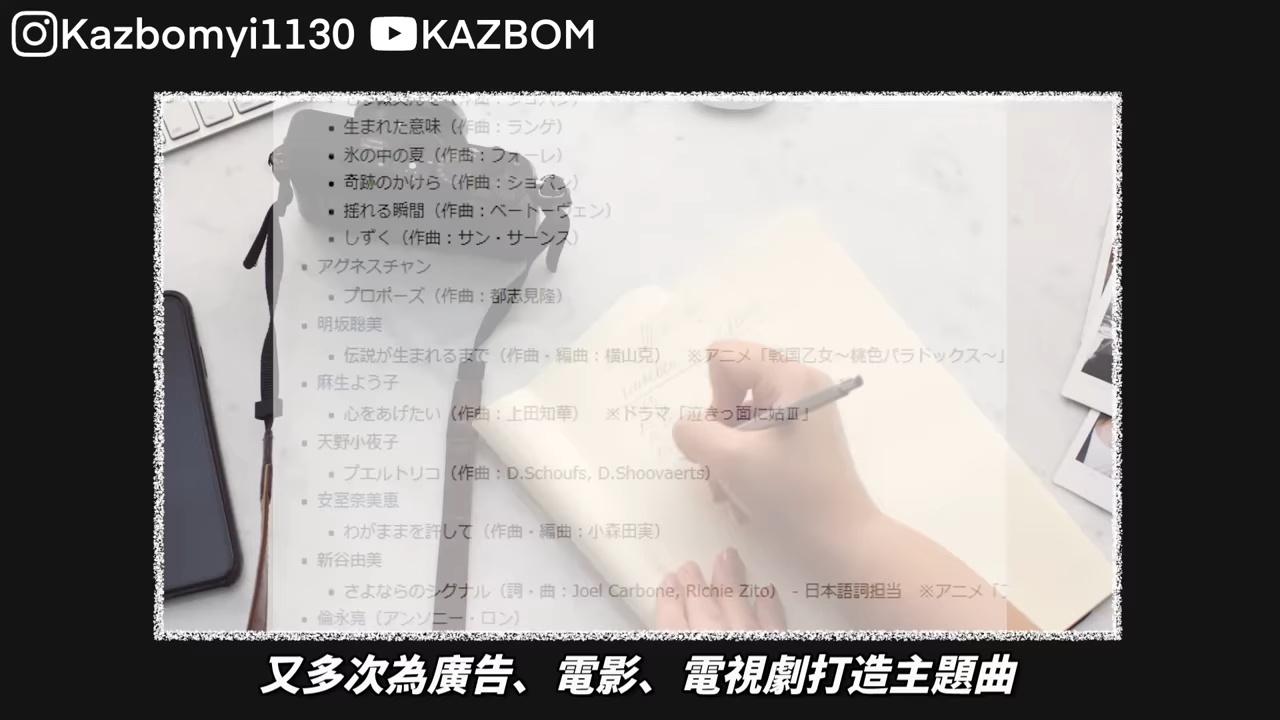 Kazbomyi1130 KAZBOM
生まれた意味（作曲：ランゲ）
氷の中の夏（作曲：フォーレ）
奇跡のかけら（作曲：ショパン）
揺れる瞬間（作曲：ベートーヴェン）
しずく（作曲：サン・サーンス）
アグネスチャン
プロポーズ（作曲：都志見隆）
明坂聡美
伝説が生まれるまで（作曲・編曲：横山克） ※アニメ「戦国乙女〜桃色パラドックス〜」
麻生よう子
心をあげたい（作曲：上田知華） ※ドラマ「泣きっ面に姑Ⅲ」
天野小夜子
プエルトリコ（作曲：D.Schoufs, D.Shoovaerts）
安室奈美恵
わがままを許して（作曲・編曲：小森田実）
新谷由美
さよならのシグナル（詞・曲：Joel Carbone, Richie Zito） - 日本語詞担当 ※アニメ「
倫永亮（アンソニー・ロン）
又多次為廣告、電影、電視劇打造主題曲